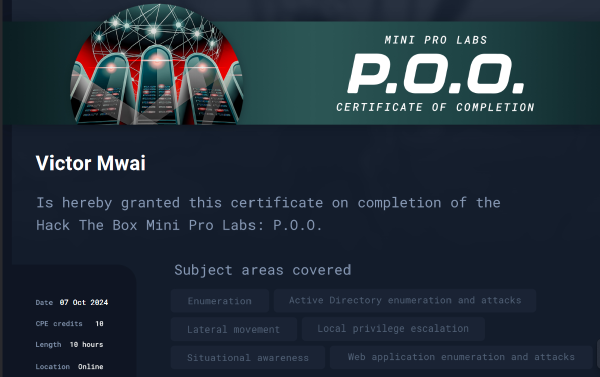 MINI PRO LABS
P.O.O.
CERTIFICATE OF COMPLETION
Victor Mwai
Is hereby granted this certificate on completion of the
Hack The Box Mini Pro Labs: P.O.O.
Subject areas covered
Date 07 Oct 2024
CPE credits 10
Length 10 hours
Location Online
Enumeration
Active Directory enumeration and attacks
Lateral movement
Local privilege escalation
Situational awareness
Web application enumeration and attacks